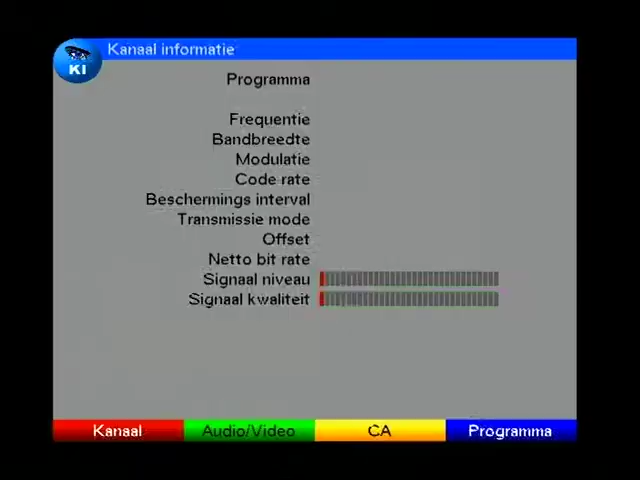 KI
Kanaal informatie
Programma
Frequentie
Bandbreedte
Modulatie
Code rate
Beschermings interval
Transmissie mode
Offset
Netto bit rate
Signaal niveau
Signaal kwaliteit
Kanaal Audio/Video CA Programma